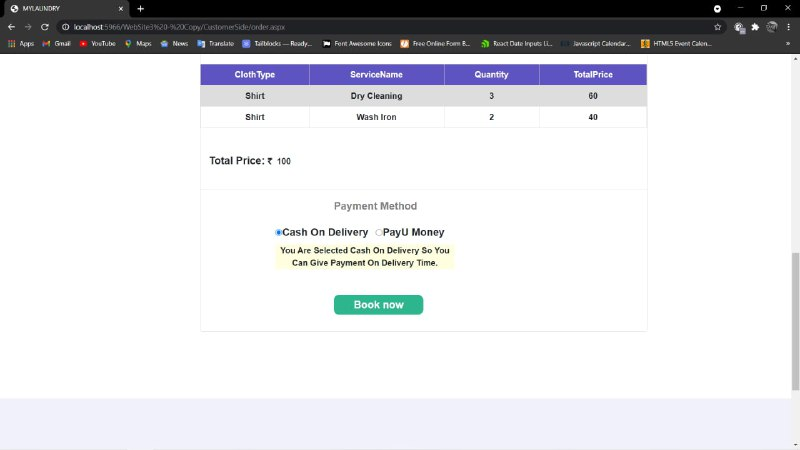 MYLAUNDRY
localhost:5966/WebSite3%20-%20Copy/CustomerSide/order.aspx
Apps Gmail YouTube Maps News Translate Tailblocks — Ready... Font Awesome Icons Free Online Form B... React Date Inputs Li... Javascript Calendar... HTML5 Event Calen...
ClothType ServiceName Quantity TotalPrice
Shirt Dry Cleaning 3 60
Shirt Wash Iron 2 40
Total Price: ₹ 100
Payment Method
Cash On Delivery PayU Money
You Are Selected Cash On Delivery So You
Can Give Payment On Delivery Time.
Book now